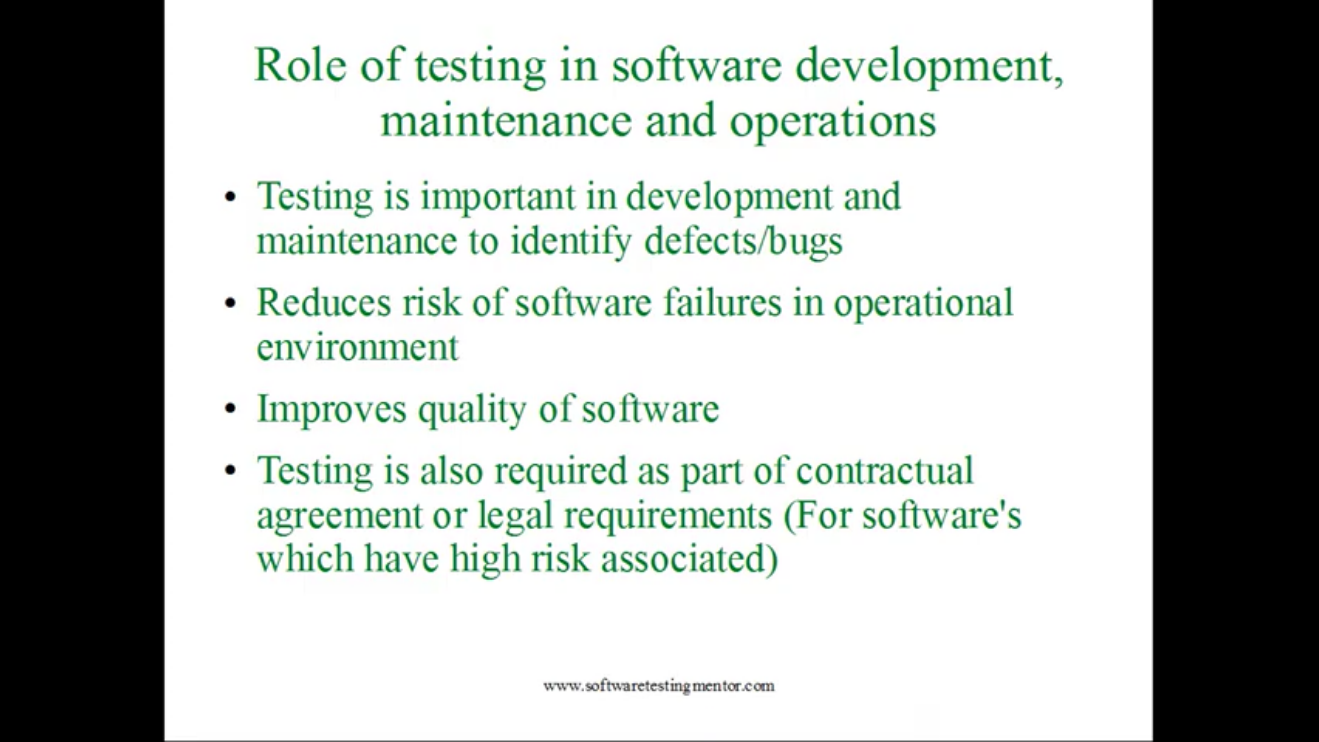 Role of testing in software development,
maintenance and operations
• Testing is important in development and
maintenance to identify defects/bugs
• Reduces risk of software failures in operational
environment
• Improves quality of software
• Testing is also required as part of contractual
agreement or legal requirements (For software's
which have high risk associated)
www.softwaretestingmentor.com